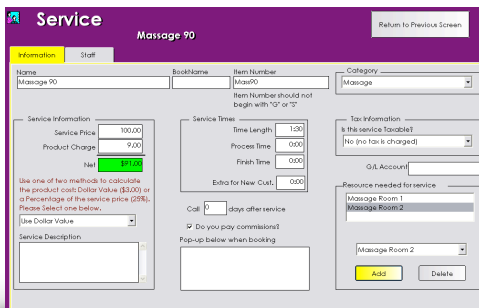 Service
Massage 90
Return to Previous Screen
Information
Staff
Name
BookName
Item Number
Category
Massage 90
Mass90
Massage
Item Number should not
begin with "G" or "S"
Service Information
Service Times
Tax Information
Service Price
100.00
Time Length
1:30
Is this service Taxable?
Product Charge
9.00
Process Time
0:00
No (no tax is charged)
Net
$91.00
Finish Time
0:00
G/L Account
Use one of two methods to calculate
the product cost: Dollar Value ($3.00) or
a Percentage of the service price (25%).
Please Select one below.
Extra for New Cust.
0:00
Resource needed for service
Massage Room 1
Massage Room 2
Use Dollar Value
Call
0
days after service
Do you pay commissions?
Service Description
Pop-up below when booking
Massage Room 2
Add
Delete